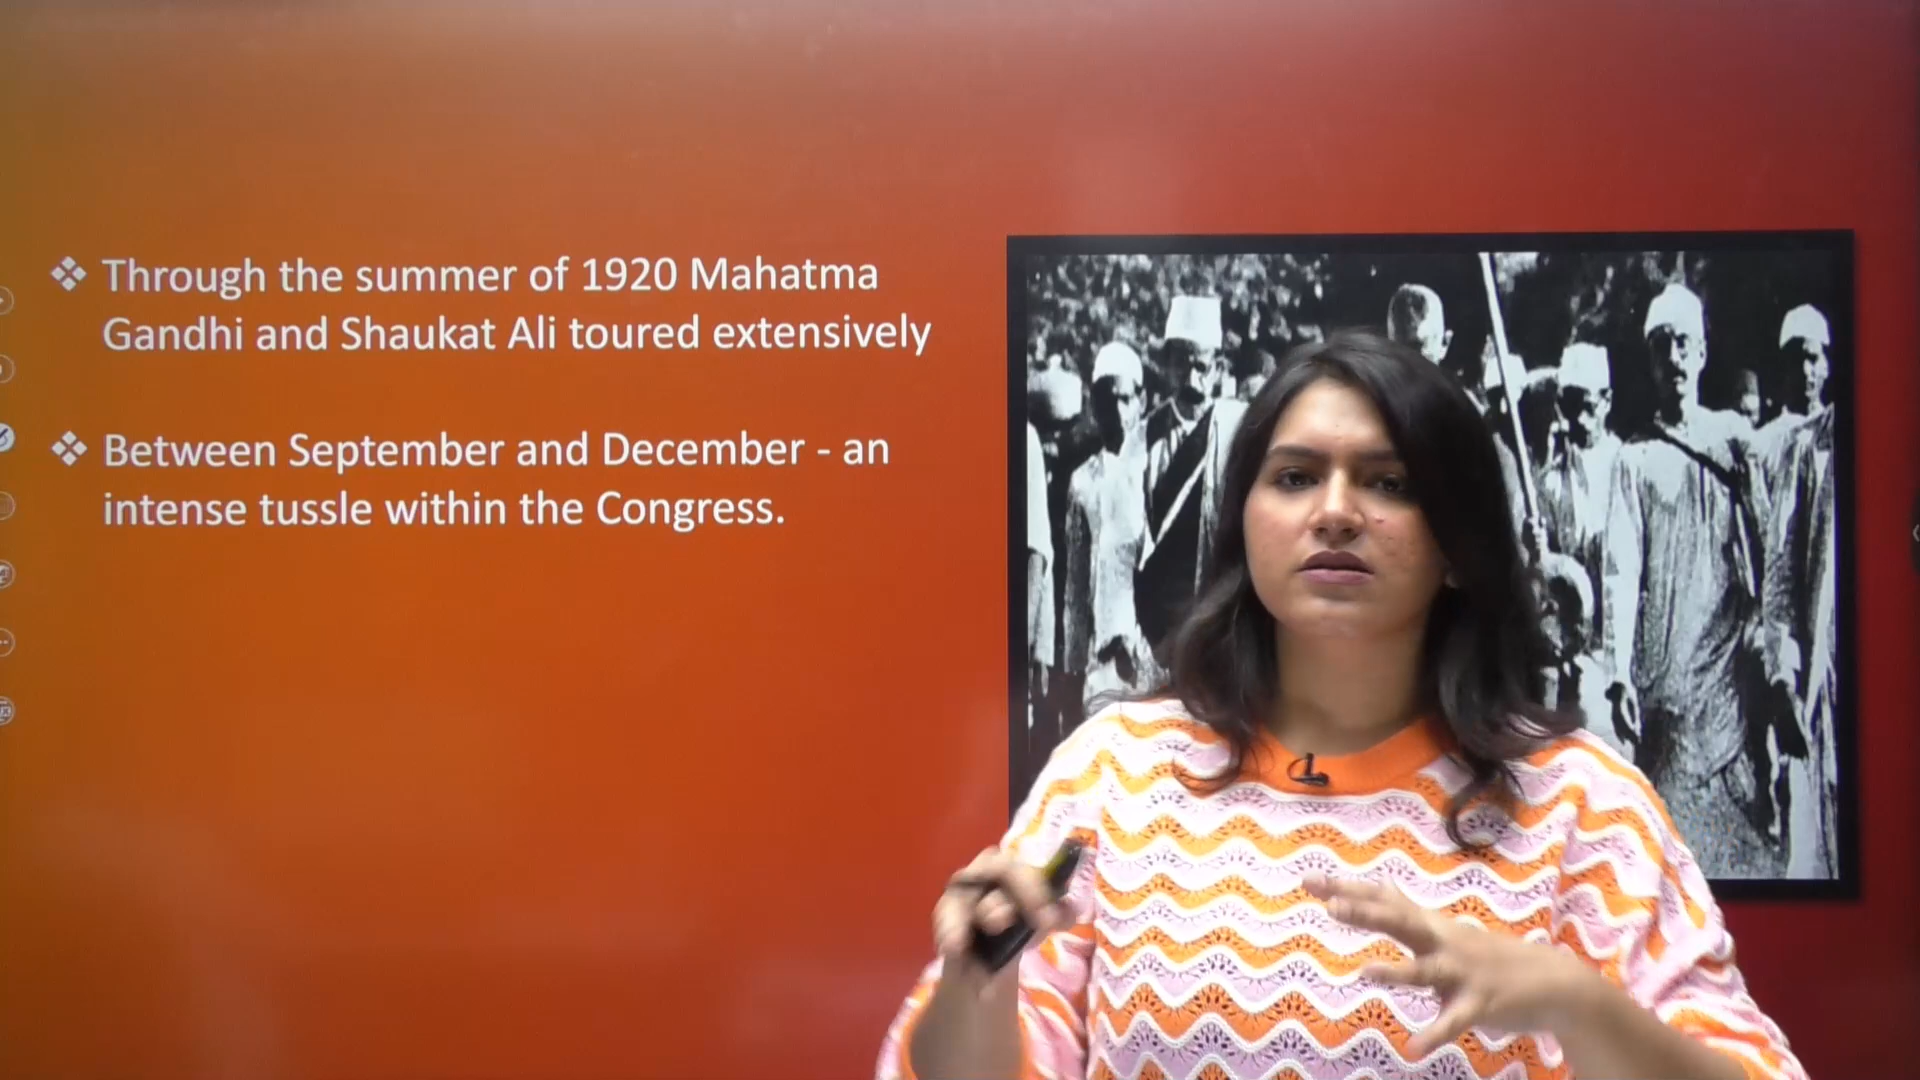 ❖ Through the summer of 1920 Mahatma
Gandhi and Shaukat Ali toured extensively
❖ Between September and December - an
intense tussle within the Congress.